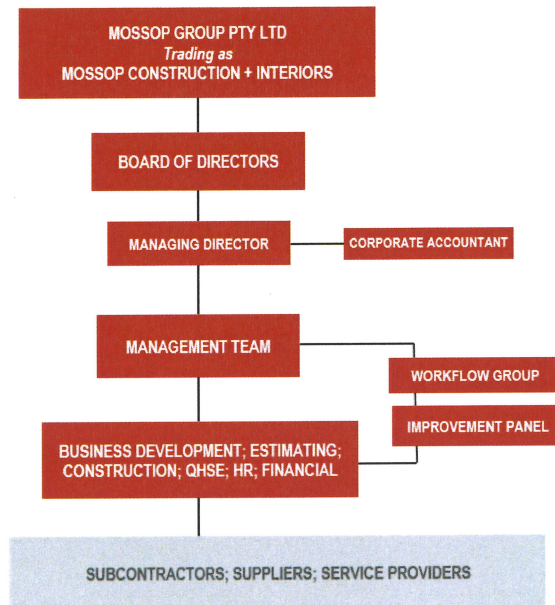 MOSSOP GROUP PTY LTD
Trading as
MOSSOP CONSTRUCTION + INTERIORS
BOARD OF DIRECTORS
MANAGING DIRECTOR
CORPORATE ACCOUNTANT
MANAGEMENT TEAM
WORKFLOW GROUP
IMPROVEMENT PANEL
BUSINESS DEVELOPMENT; ESTIMATING;
CONSTRUCTION; QHSE; HR; FINANCIAL
SUBCONTRACTORS; SUPPLIERS; SERVICE PROVIDERS